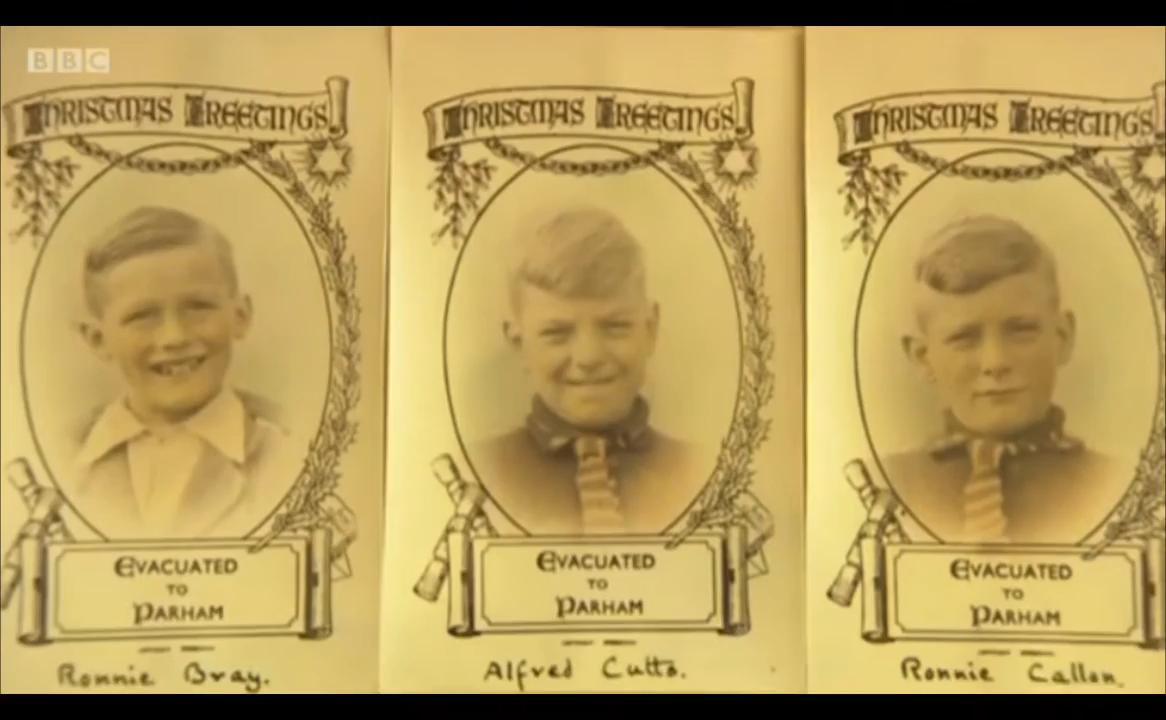 BBC
CHRISTMAS GREETINGS
EVACUATED
TO
PARHAM
Ronnie Bray.
CHRISTMAS GREETINGS
EVACUATED
TO
PARHAM
Alfred Cutts.
CHRISTMAS GREETINGS
EVACUATED
TO
PARHAM
Ronnie Callon.